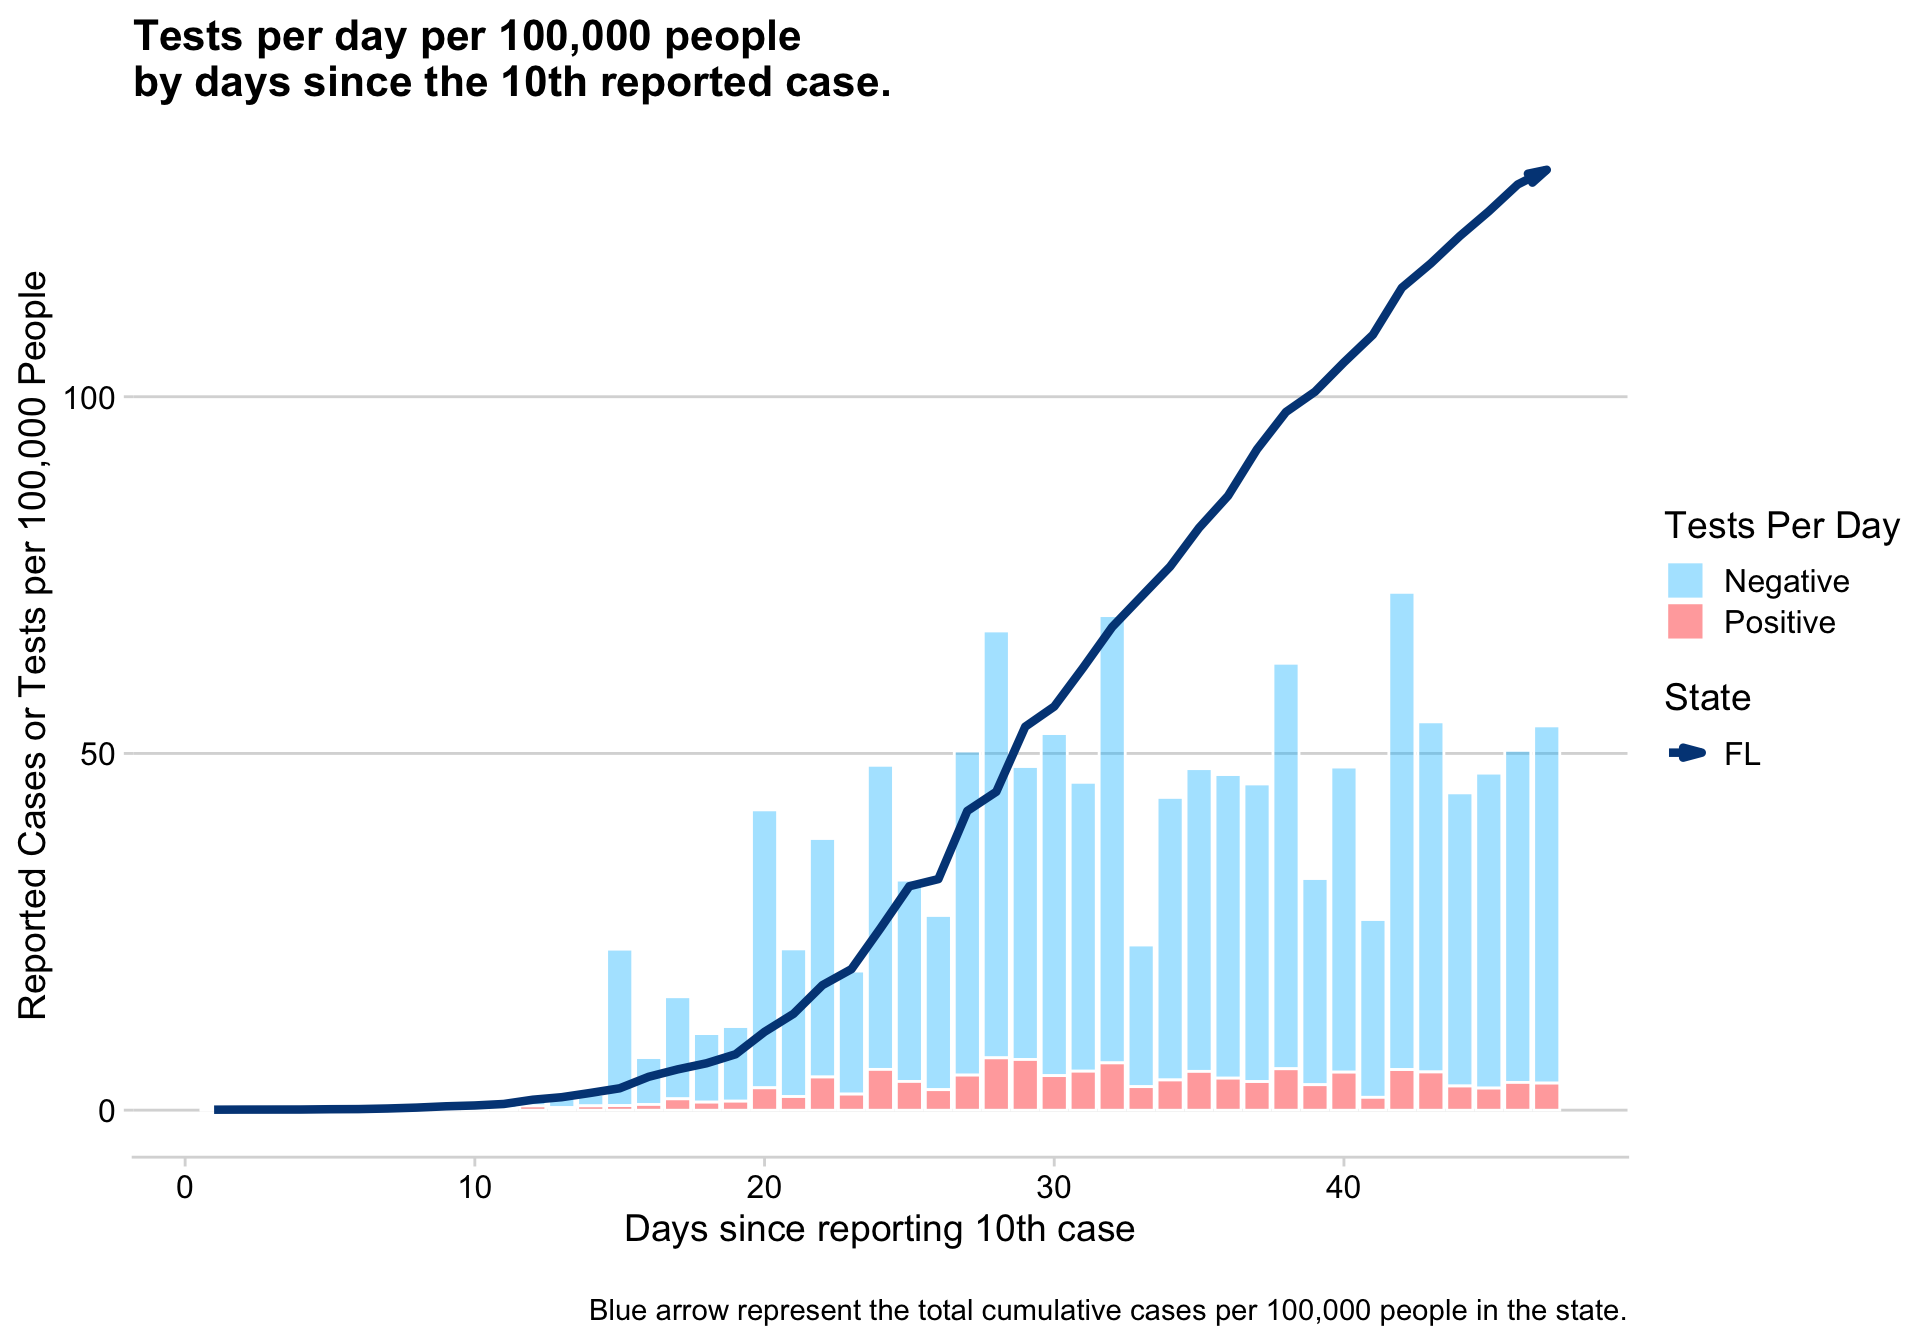 Tests per day per 100,000 people
by days since the 10th reported case.
Reported Cases or Tests per 100,000 People
100
50
0
0 10 20 30 40
Days since reporting 10th case
Tests Per Day
Negative
Positive
State
FL
Blue arrow represent the total cumulative cases per 100,000 people in the state.